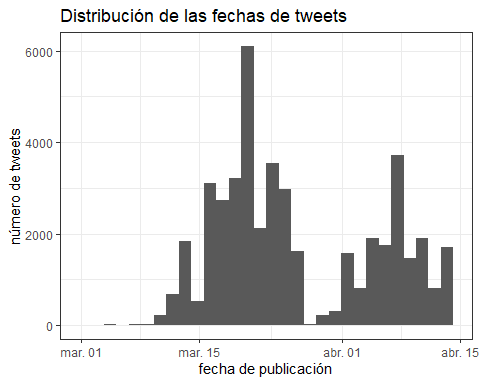 Distribución de las fechas de tweets
número de tweets
6000
4000
2000
0
mar. 01 mar. 15 abr. 01 abr. 15
fecha de publicación